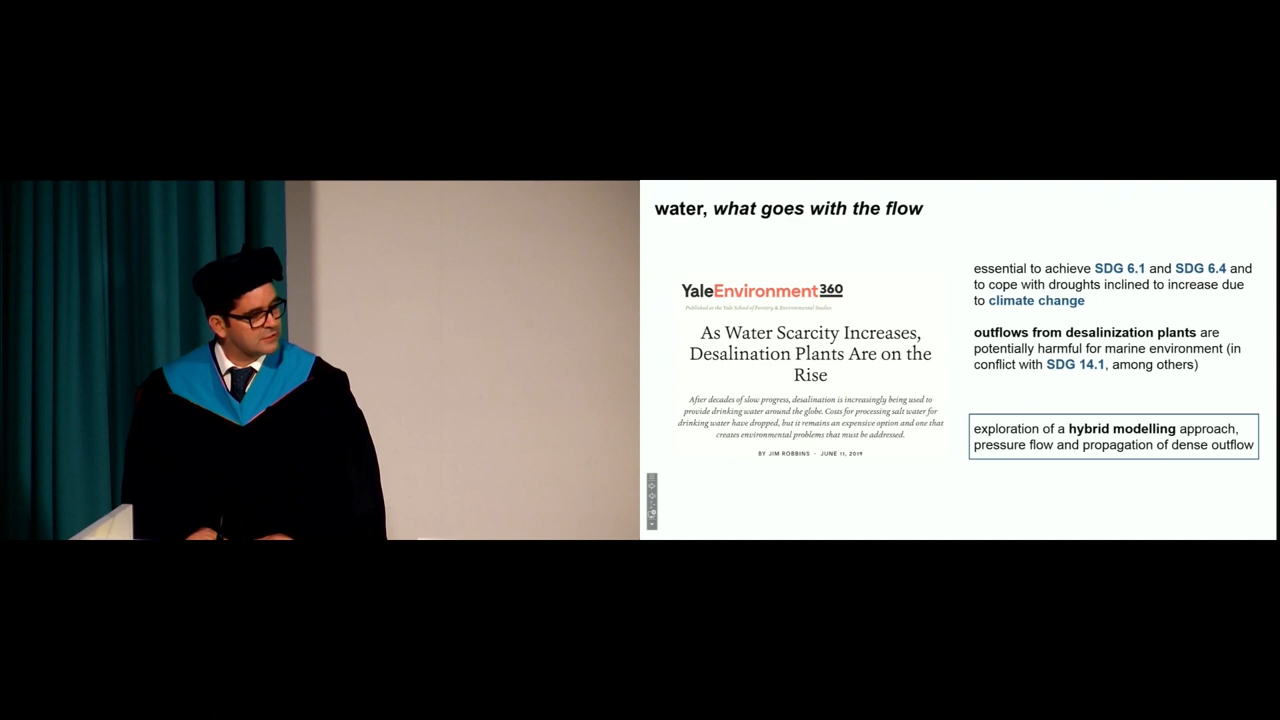 water, what goes with the flow
YaleEnvironment360
Published at the Yale School of Forestry & Environmental Studies
As Water Scarcity Increases,
Desalination Plants Are on the
Rise
After decades of slow progress, desalination is increasingly being used to
provide drinking water around the globe. Costs for processing salt water for
drinking water have dropped, but it remains an expensive option and one that
creates environmental problems that must be addressed.
BY JIM ROBBINS • JUNE 11, 2019
essential to achieve SDG 6.1 and SDG 6.4 and
to cope with droughts inclined to increase due
to climate change
outflows from desalinization plants are
potentially harmful for marine environment (in
conflict with SDG 14.1, among others)
exploration of a hybrid modelling approach,
pressure flow and propagation of dense outflow